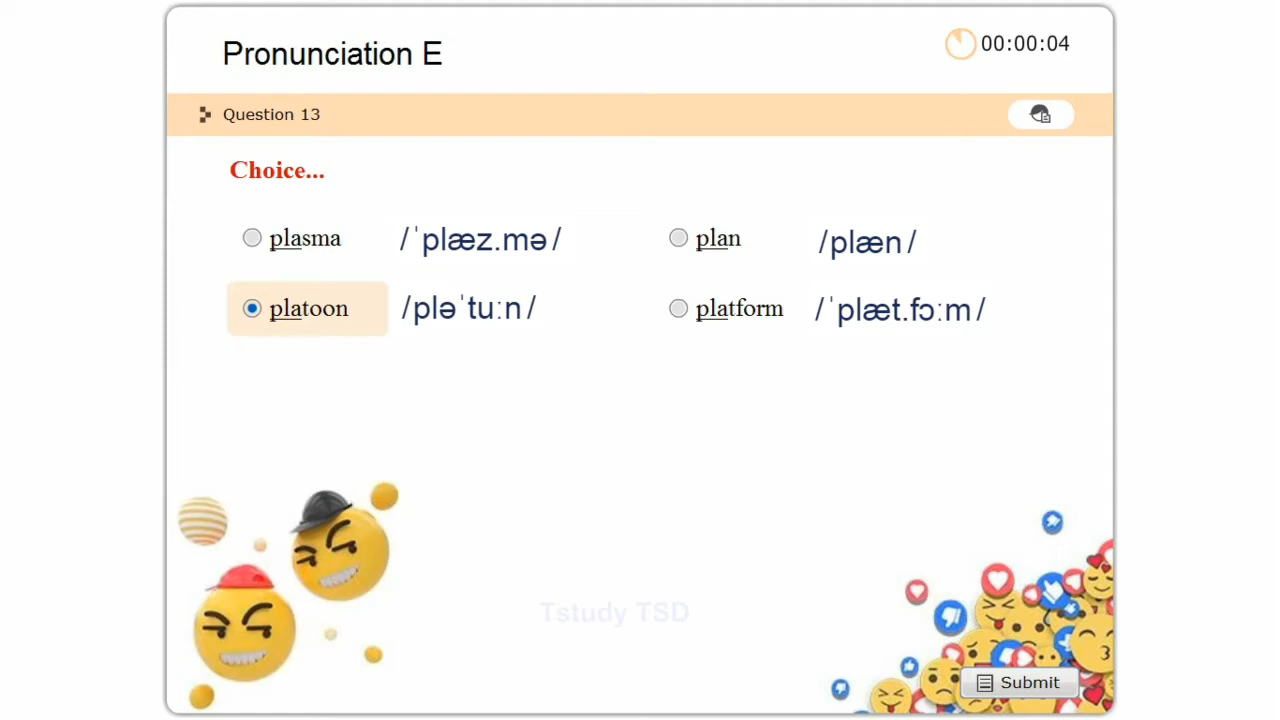 Pronunciation E
00:00:04
Question 13
Choice...
plasma /ˈplæz.mə/ plan /plæn/
platoon /pləˈtuːn/ platform /ˈplæt.fɔːm/
Tstudy TSD
Submit